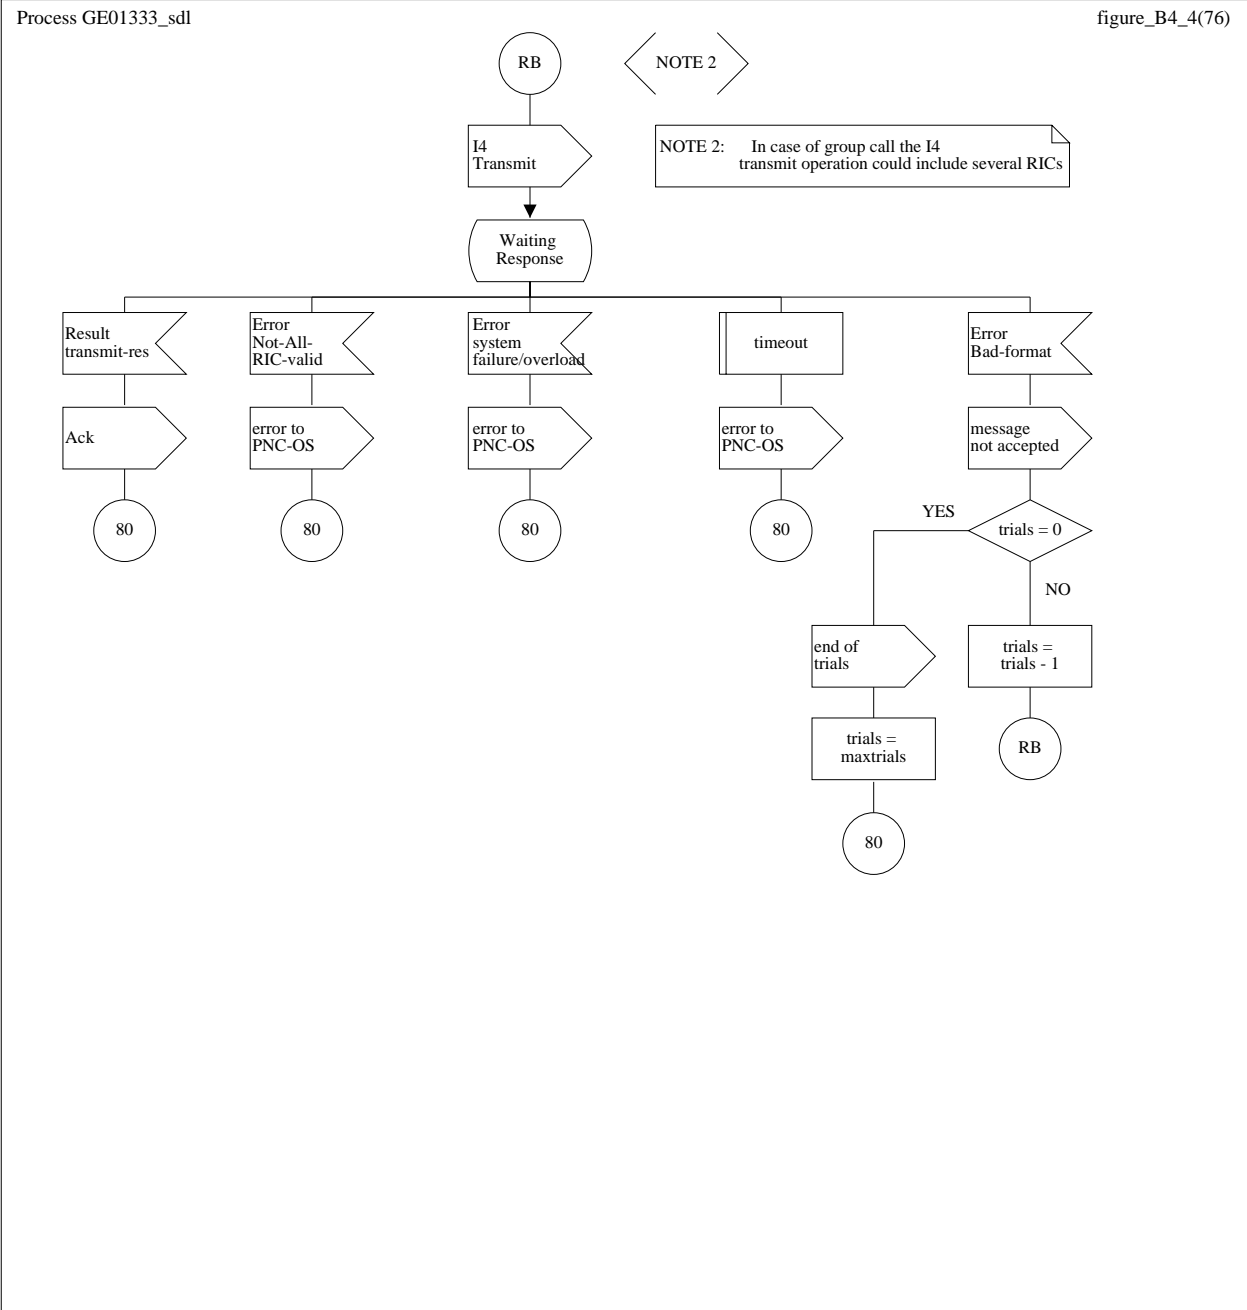 Process GE01333_sdl
figure_B4_4(76)
RB
NOTE 2
I4
Transmit
NOTE 2: In case of group call the I4
transmit operation could include several RICs
Waiting
Response
Result
transmit-res
Error
Not-All-
RIC-valid
Error
system
failure/overload
timeout
Error
Bad-format
Ack
error to
PNC-OS
error to
PNC-OS
error to
PNC-OS
message
not accepted
80
80
80
80
YES
trials = 0
NO
end of
trials
trials =
trials - 1
trials =
maxtrials
RB
80